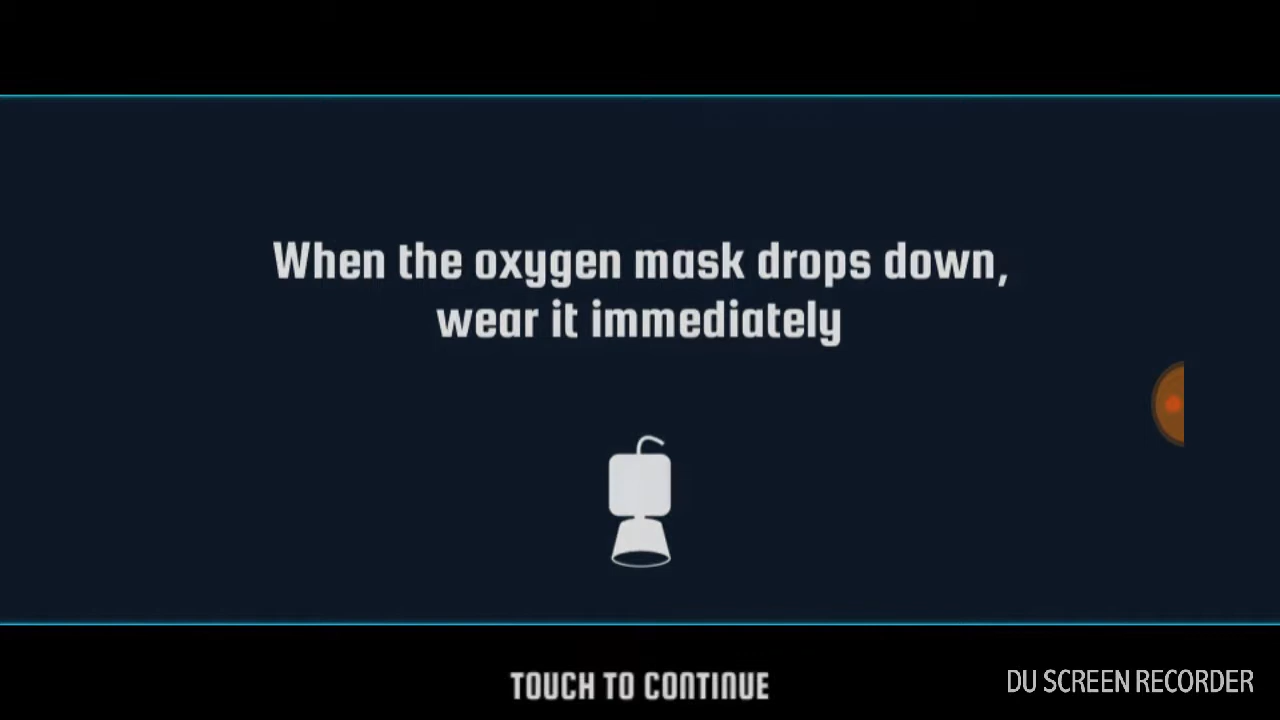 When the oxygen mask drops down,
wear it immediately
TOUCH TO CONTINUE
DU SCREEN RECORDER